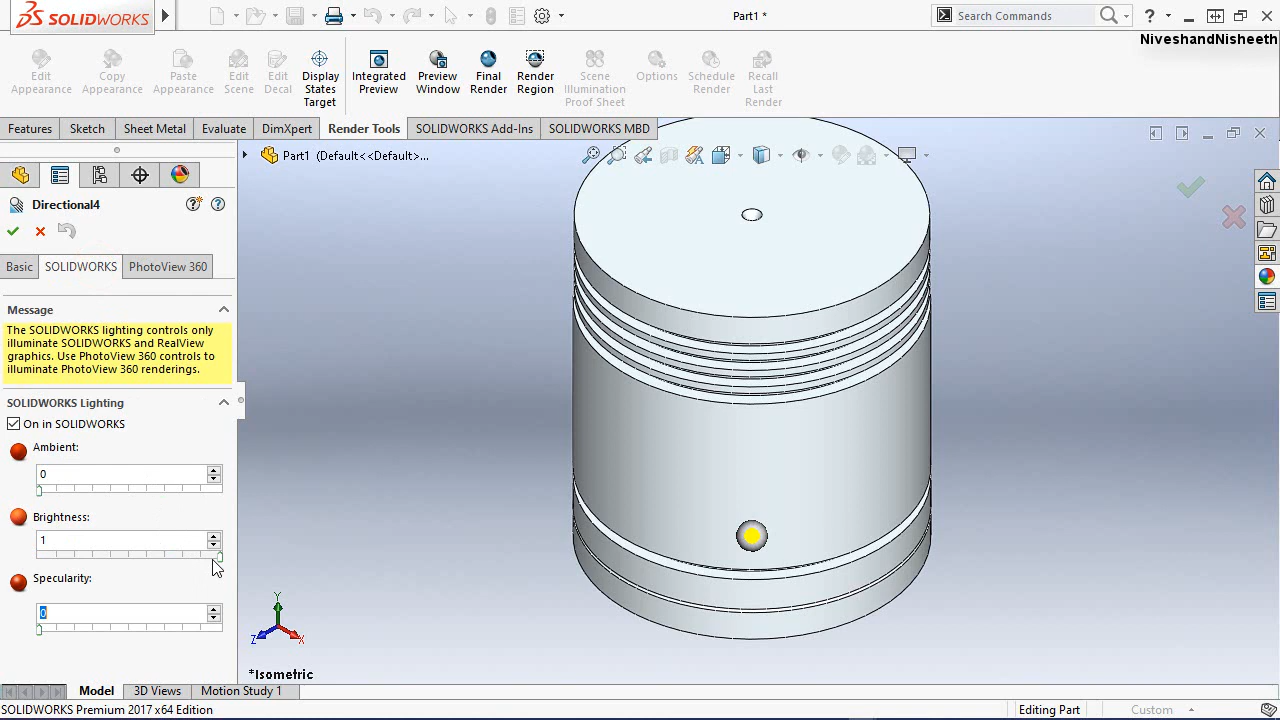 SOLIDWORKS
Part1 *
Search Commands
?
NiveshandNisheeth
Edit
Appearance
Copy
Appearance
Paste
Appearance
Edit
Scene
Edit
Decal
Display
States
Target
Integrated
Preview
Preview
Window
Final
Render
Render
Region
Scene
Illumination
Proof Sheet
Options
Schedule
Render
Recall
Last
Render
Features
Sketch
Sheet Metal
Evaluate
DimXpert
Render Tools
SOLIDWORKS Add-Ins
SOLIDWORKS MBD
Part1 (Default<<Default>...
Directional4
Basic
SOLIDWORKS
PhotoView 360
Message
The SOLIDWORKS lighting controls only
illuminate SOLIDWORKS and RealView
graphics. Use PhotoView 360 controls to
illuminate PhotoView 360 renderings.
SOLIDWORKS Lighting
On in SOLIDWORKS
Ambient:
0
Brightness:
1
Specularity:
0
Y
Z
X
*Isometric
Model
3D Views
Motion Study 1
SOLIDWORKS Premium 2017 x64 Edition
Editing Part
Custom